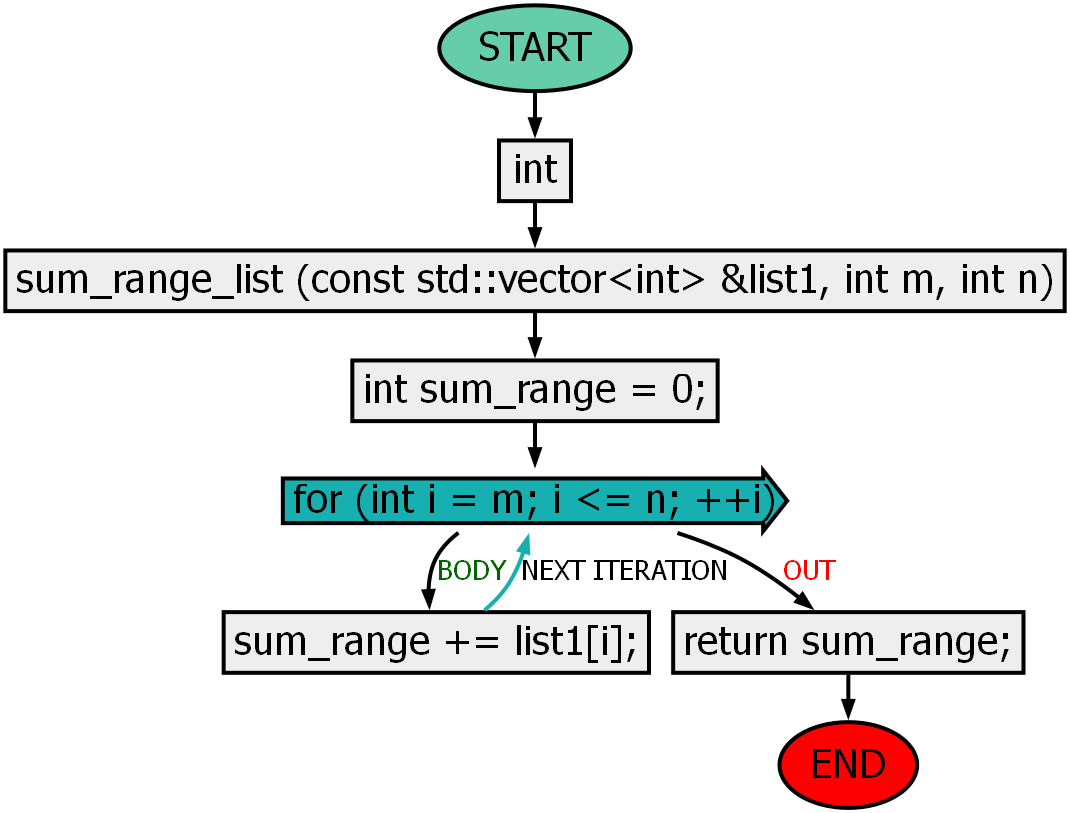 START
int
sum_range_list (const std::vector<int> &list1, int m, int n)
int sum_range = 0;
for (int i = m; i <= n; ++i)
BODY
NEXT ITERATION
OUT
sum_range += list1[i];
return sum_range;
END